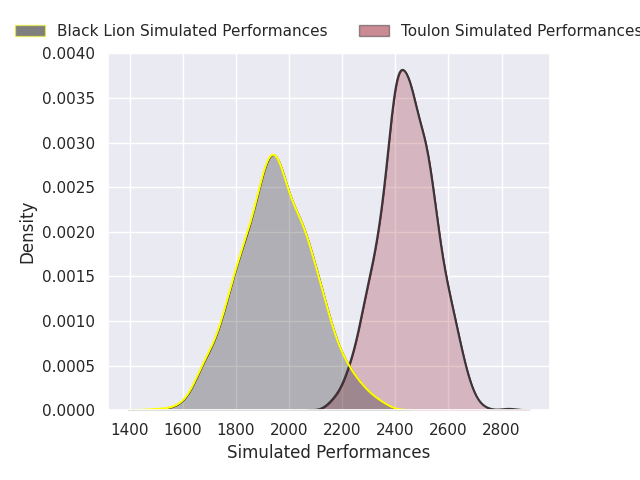 Black Lion Simulated Performances Toulon Simulated Performances
0.0040
0.0035
0.0030
0.0025
0.0020
0.0015
0.0010
0.0005
0.0000
Density
1400 1600 1800 2000 2200 2400 2600 2800
Simulated Performances